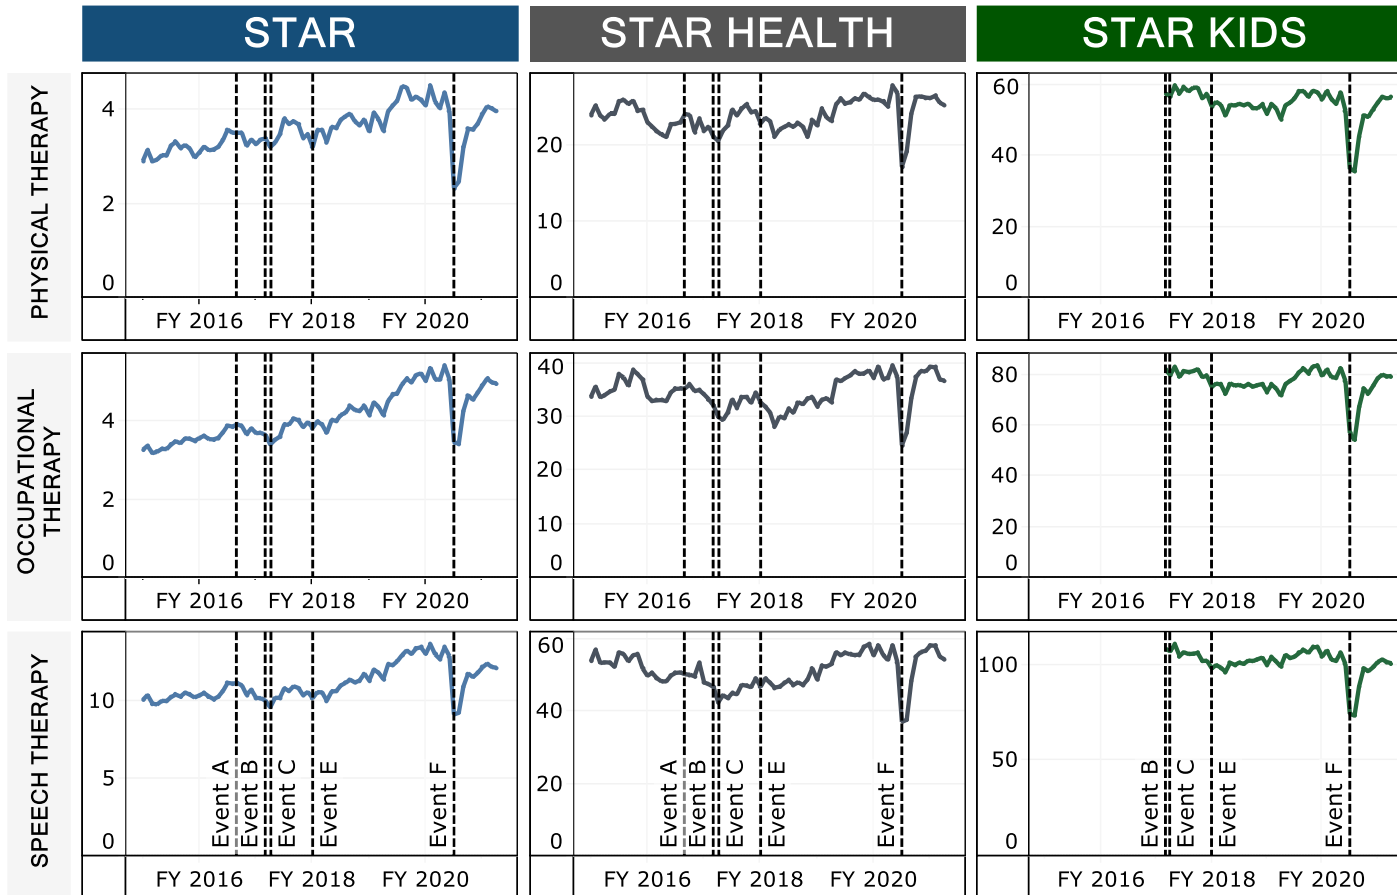 STAR
STAR HEALTH
STAR KIDS
PHYSICAL THERAPY
4
2
0
FY 2016
FY 2018
FY 2020
20
10
0
FY 2016
FY 2018
FY 2020
60
40
20
0
FY 2016
FY 2018
FY 2020
OCCUPATIONAL
THERAPY
4
2
0
FY 2016
FY 2018
FY 2020
40
30
20
10
0
FY 2016
FY 2018
FY 2020
80
60
40
20
0
FY 2016
FY 2018
FY 2020
SPEECH THERAPY
10
5
0
Event A
Event B
Event C
Event E
Event F
FY 2016
FY 2018
FY 2020
60
40
20
0
Event A
Event B
Event C
Event E
Event F
FY 2016
FY 2018
FY 2020
100
50
0
Event B
Event C
Event E
Event F
FY 2016
FY 2018
FY 2020